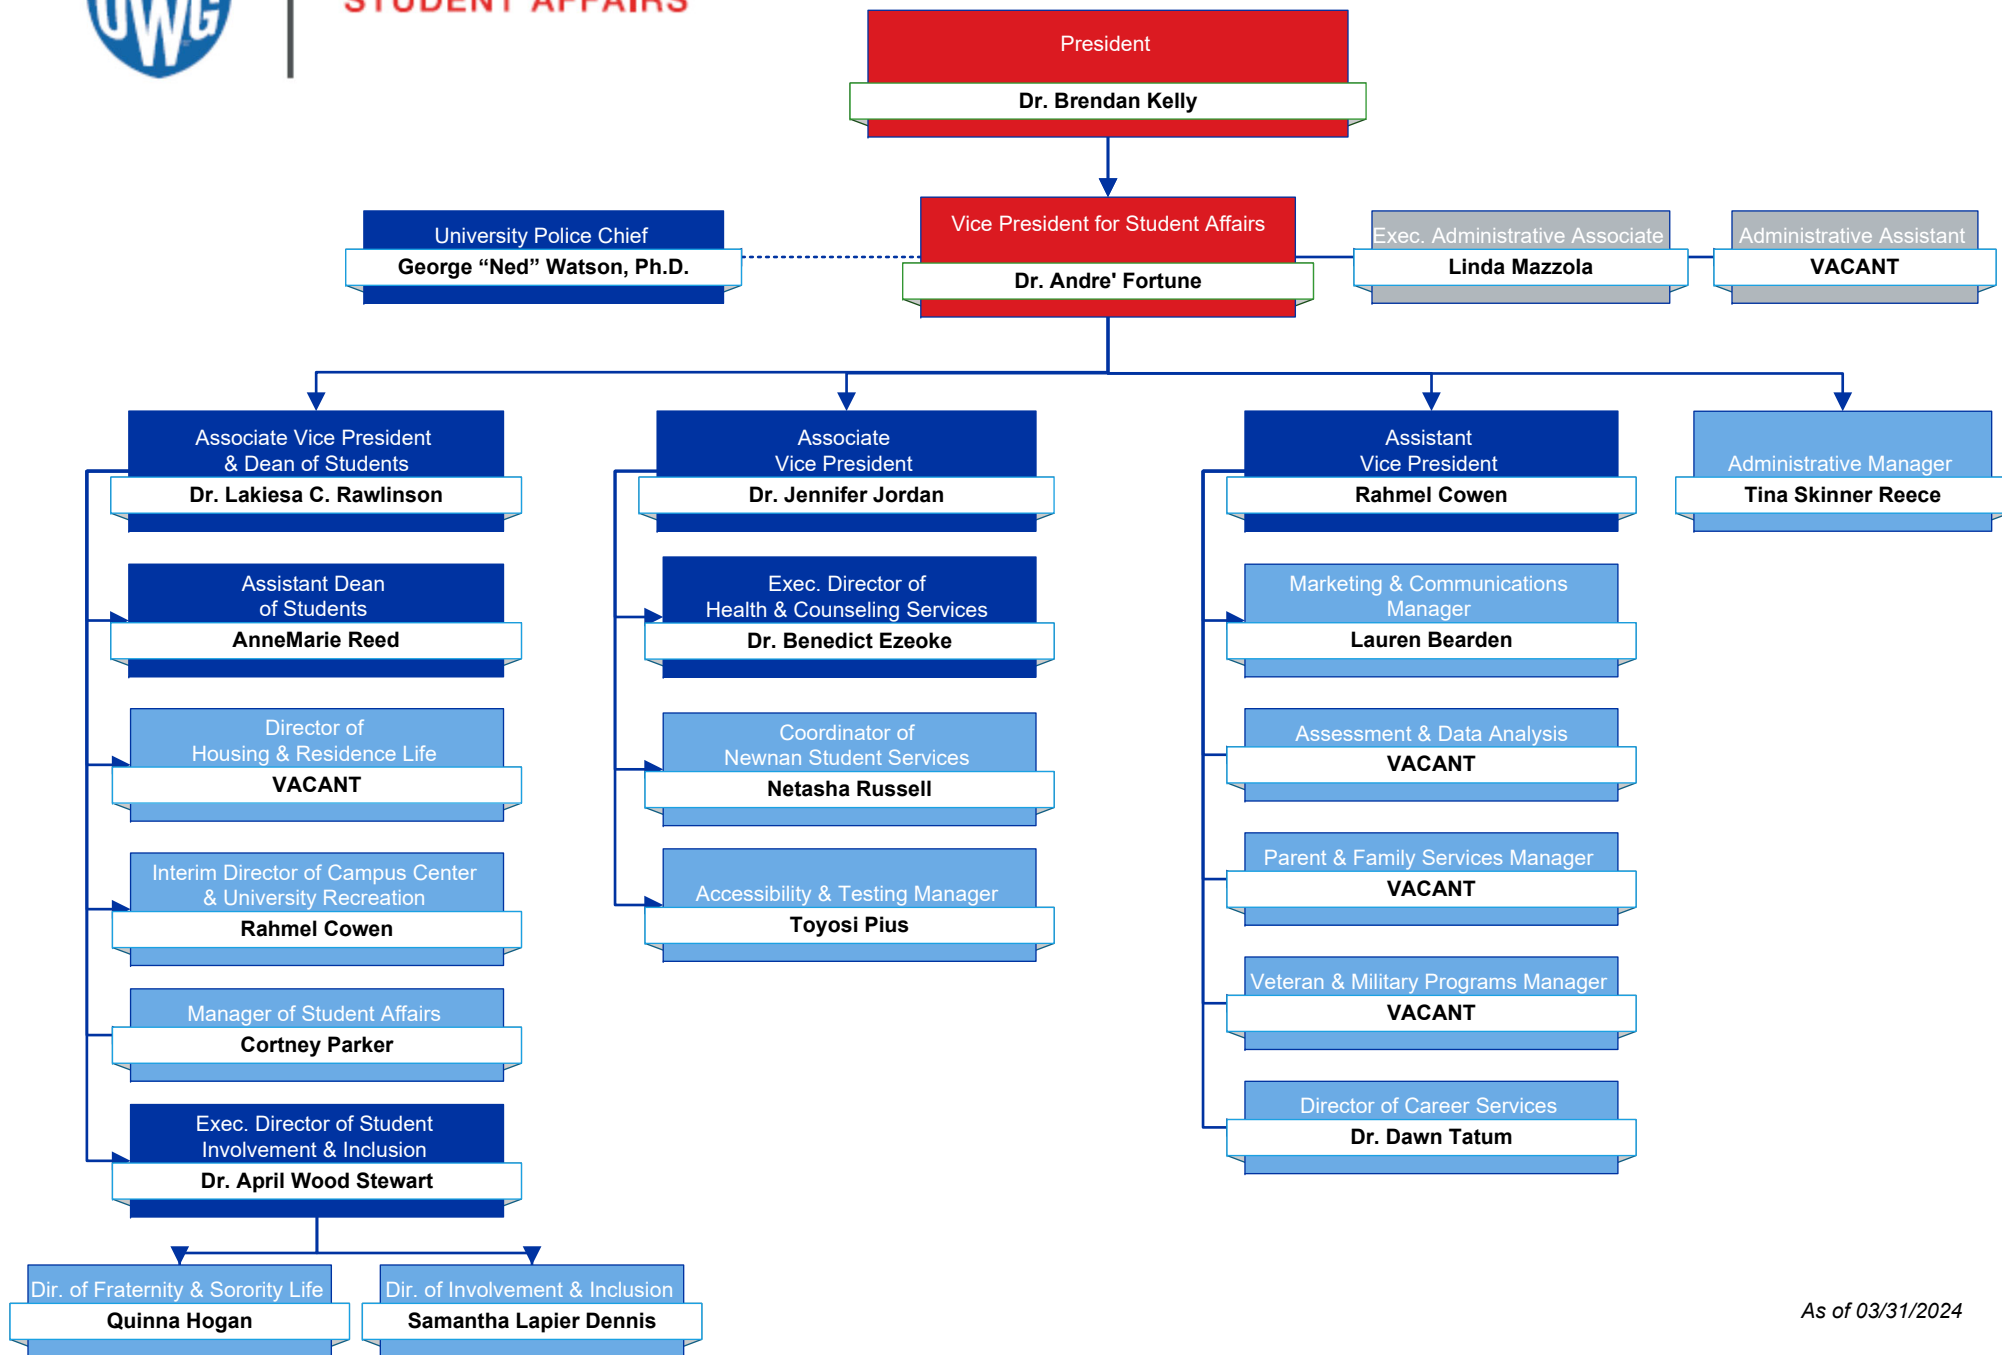 UWG
STUDENT AFFAIRS
President
Dr. Brendan Kelly
University Police Chief
George “Ned” Watson, Ph.D.
Vice President for Student Affairs
Dr. Andre' Fortune
Exec. Administrative Associate
Linda Mazzola
Administrative Assistant
VACANT
Associate Vice President
& Dean of Students
Dr. Lakiesa C. Rawlinson
Assistant Dean
of Students
AnneMarie Reed
Director of
Housing & Residence Life
VACANT
Interim Director of Campus Center
& University Recreation
Rahmel Cowen
Manager of Student Affairs
Cortney Parker
Exec. Director of Student
Involvement & Inclusion
Dr. April Wood Stewart
Dir. of Fraternity & Sorority Life
Quinna Hogan
Dir. of Involvement & Inclusion
Samantha Lapier Dennis
Associate
Vice President
Dr. Jennifer Jordan
Exec. Director of
Health & Counseling Services
Dr. Benedict Ezeoke
Coordinator of
Newnan Student Services
Netasha Russell
Accessibility & Testing Manager
Toyosi Pius
Assistant
Vice President
Rahmel Cowen
Marketing & Communications
Manager
Lauren Bearden
Assessment & Data Analysis
VACANT
Parent & Family Services Manager
VACANT
Veteran & Military Programs Manager
VACANT
Director of Career Services
Dr. Dawn Tatum
Administrative Manager
Tina Skinner Reece
As of 03/31/2024